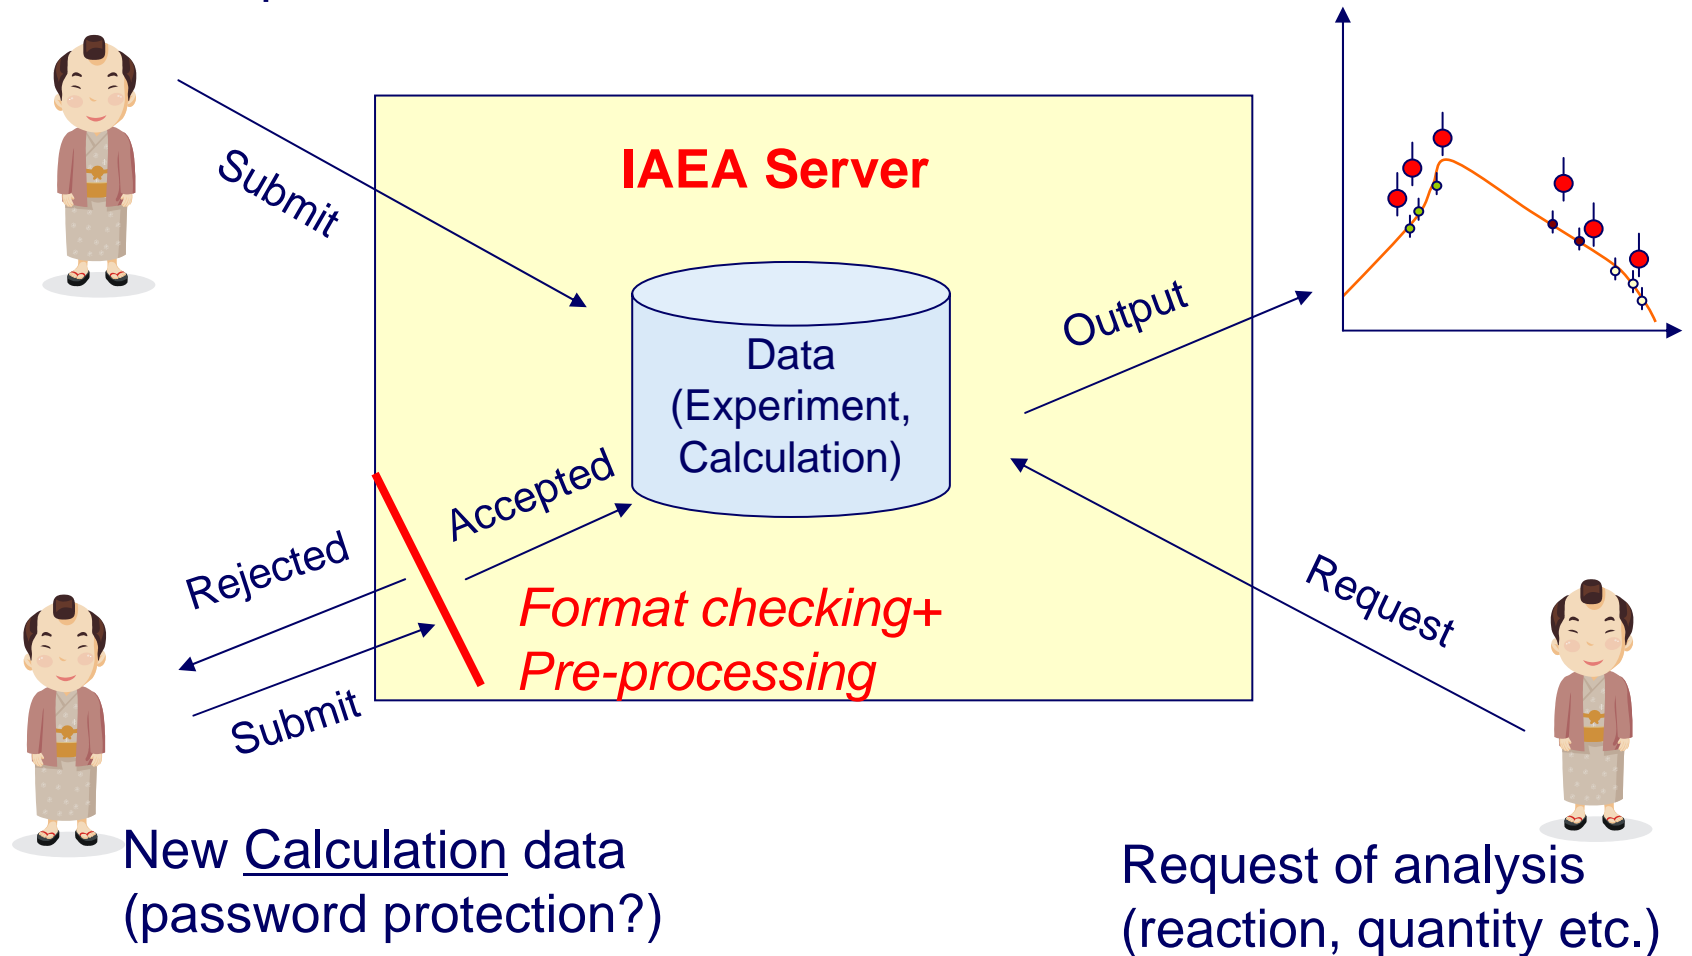 IAEA Server
Submit
Output
Data
(Experiment,
Calculation)
Accepted
Rejected
Submit
Format checking+
Pre-processing
Request
New Calculation data
(password protection?)
Request of analysis
(reaction, quantity etc.)